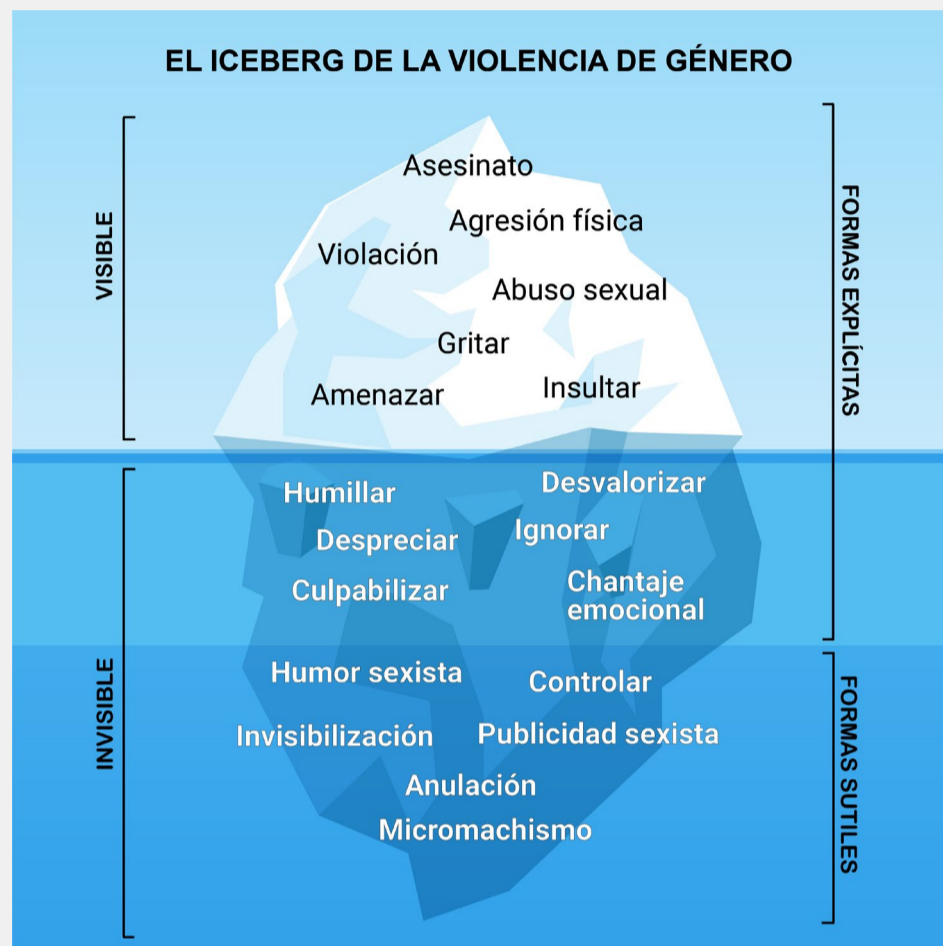 EL ICEBERG DE LA VIOLENCIA DE GÉNERO
VISIBLE
FORMAS EXPLÍCITAS
Asesinato
Agresión física
Violación
Abuso sexual
Gritar
Amenazar
Insultar
INVISIBLE
Humillar
Desvalorizar
Despreciar
Ignorar
Culpabilizar
Chantaje
emocional
FORMAS SUTILES
Humor sexista
Controlar
Invisibilización
Publicidad sexista
Anulación
Micromachismo